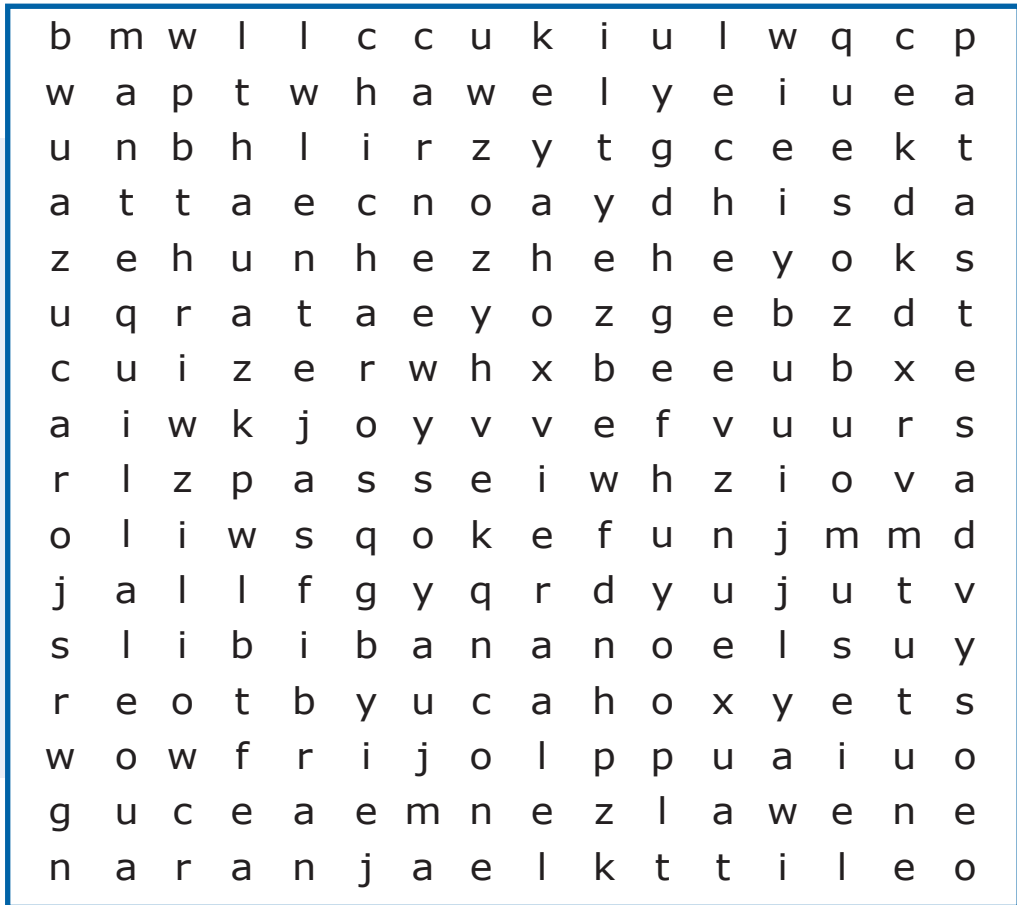 b m w l l c c u k i u l w q c p
w a p t w h a w e l y e i u e a
u n b h l i r z y t g c e e k t
a t t a e c n o a y d h i s d a
z e h u n h e z h e h e y o k s
u q r a t a e y o z g e b z d t
c u i z e r w h x b e e u b x e
a i w k j o y v v e f v u u r s
r l z p a s s e i w h z i o v a
o l i w s q o k e f u n j m m d
j a l l f g y q r d y u j u t v
s l i b i b a n a n o e l s u y
r e o t b y u c a h o x y e t s
w o w f r i j o l p p u a i u o
g u c e a e m n e z l a w e n e
n a r a n j a e l k t t i l e o